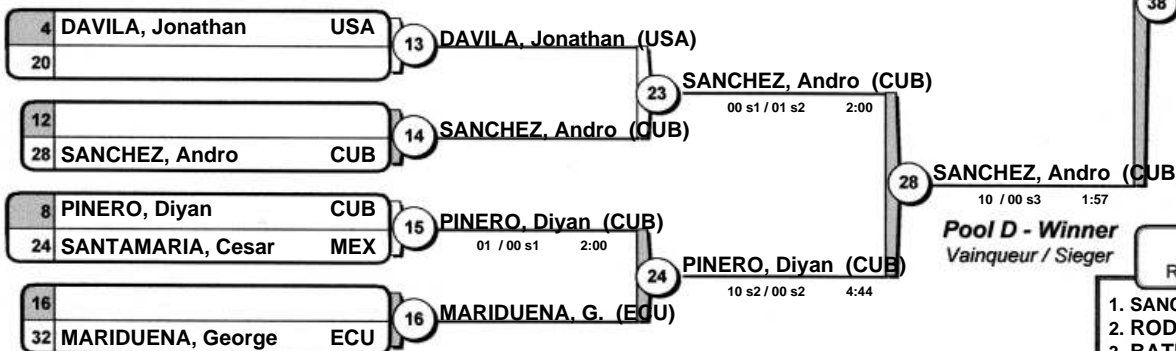 38
4 DAVILA, Jonathan USA
20
13 DAVILA, Jonathan (USA)
23 SANCHEZ, Andro (CUB)
00 s1 / 01 s2 2:00
12
28 SANCHEZ, Andro CUB
14 SANCHEZ, Andro (CUB)
28 SANCHEZ, Andro (CUB
10 / 00 s3 1:57
8 PINERO, Diyan CUB
24 SANTAMARIA, Cesar MEX
15 PINERO, Diyan (CUB)
01 / 00 s1 2:00
Pool D - Winner
Vainqueur / Sieger
24 PINERO, Diyan (CUB)
10 s2 / 00 s2 4:44
16
32 MARIDUENA, George ECU
16 MARIDUENA, G. (ECU)
R
1. SANC
2. ROD